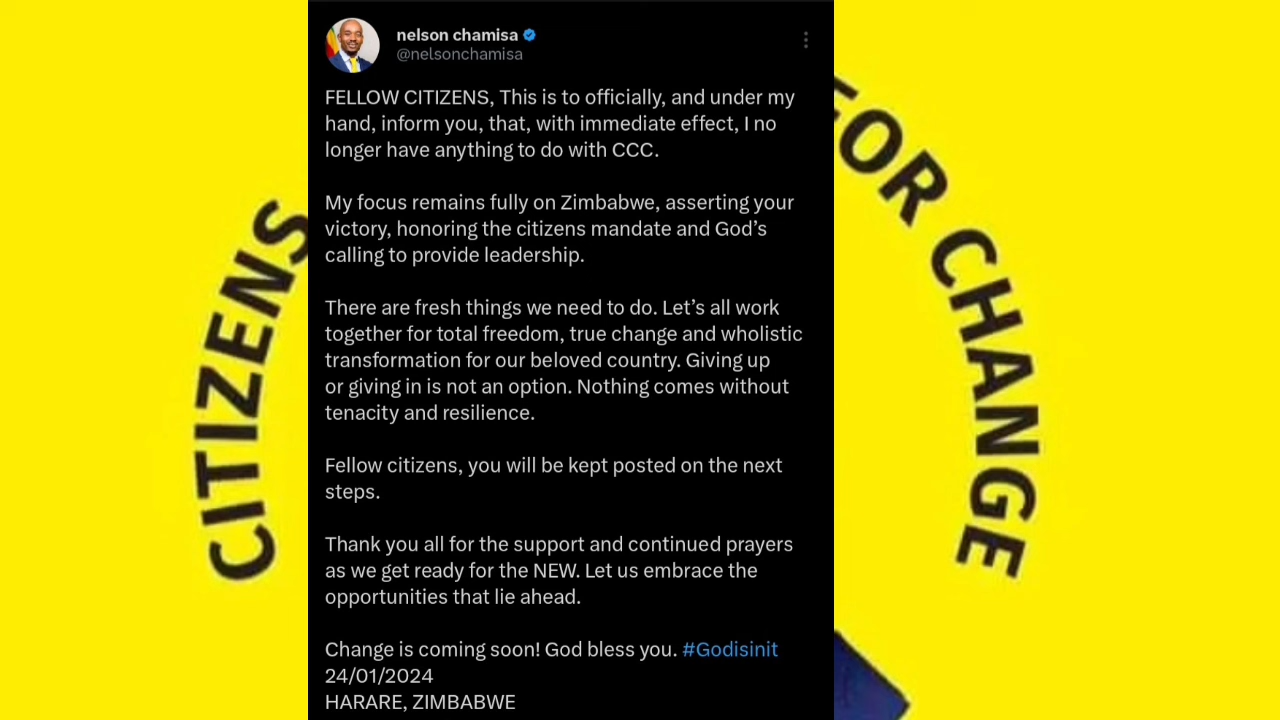 nelson chamisa
@nelsonchamisa
FELLOW CITIZENS, This is to officially, and under my
hand, inform you, that, with immediate effect, I no
longer have anything to do with CCC.
My focus remains fully on Zimbabwe, asserting your
victory, honoring the citizens mandate and God’s
calling to provide leadership.
There are fresh things we need to do. Let’s all work
together for total freedom, true change and wholistic
transformation for our beloved country. Giving up
or giving in is not an option. Nothing comes without
tenacity and resilience.
Fellow citizens, you will be kept posted on the next
steps.
Thank you all for the support and continued prayers
as we get ready for the NEW. Let us embrace the
opportunities that lie ahead.
Change is coming soon! God bless you. #Godisinit
24/01/2024
HARARE, ZIMBABWE
CITIZENS
FOR CHANGE